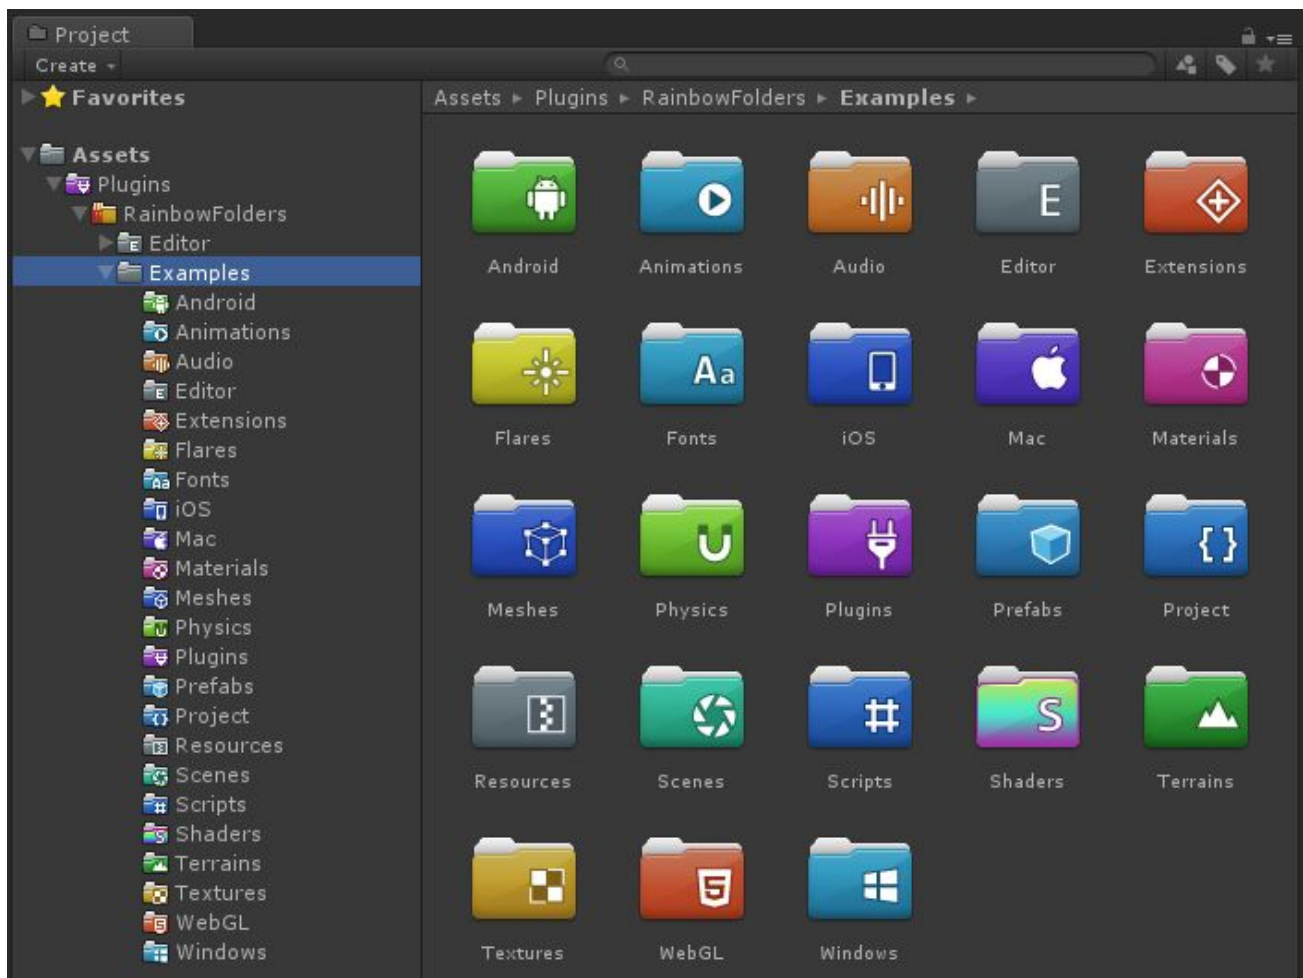 Project
Create
Favorites
Assets
Plugins
RainbowFolders
Editor
Examples
Android
Animations
Audio
Editor
Extensions
Flares
Fonts
iOS
Mac
Materials
Meshes
Physics
Plugins
Prefabs
Project
Resources
Scenes
Scripts
Shaders
Terrains
Textures
WebGL
Windows
Assets Plugins RainbowFolders Examples
E
Android Animations Audio Editor Extensions
Aa
Flares Fonts iOS Mac Materials
{}
Meshes Physics Plugins Prefabs Project
# S
Resources Scenes Scripts Shaders Terrains
5
Textures WebGL Windows